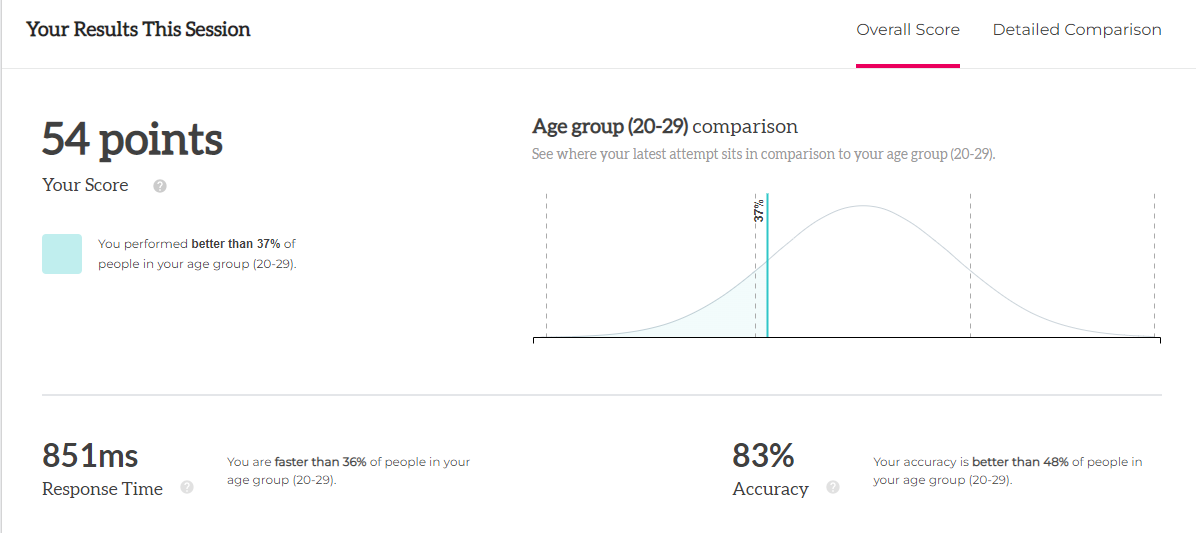 Your Results This Session
Overall Score
Detailed Comparison
54 points
Your Score ?
You performed better than 37% of
people in your age group (20-29).
Age group (20-29) comparison
See where your latest attempt sits in comparison to your age group (20-29).
37%
851ms
Response Time ?
You are faster than 36% of people in your
age group (20-29).
83%
Accuracy ?
Your accuracy is better than 48% of people in
your age group (20-29).